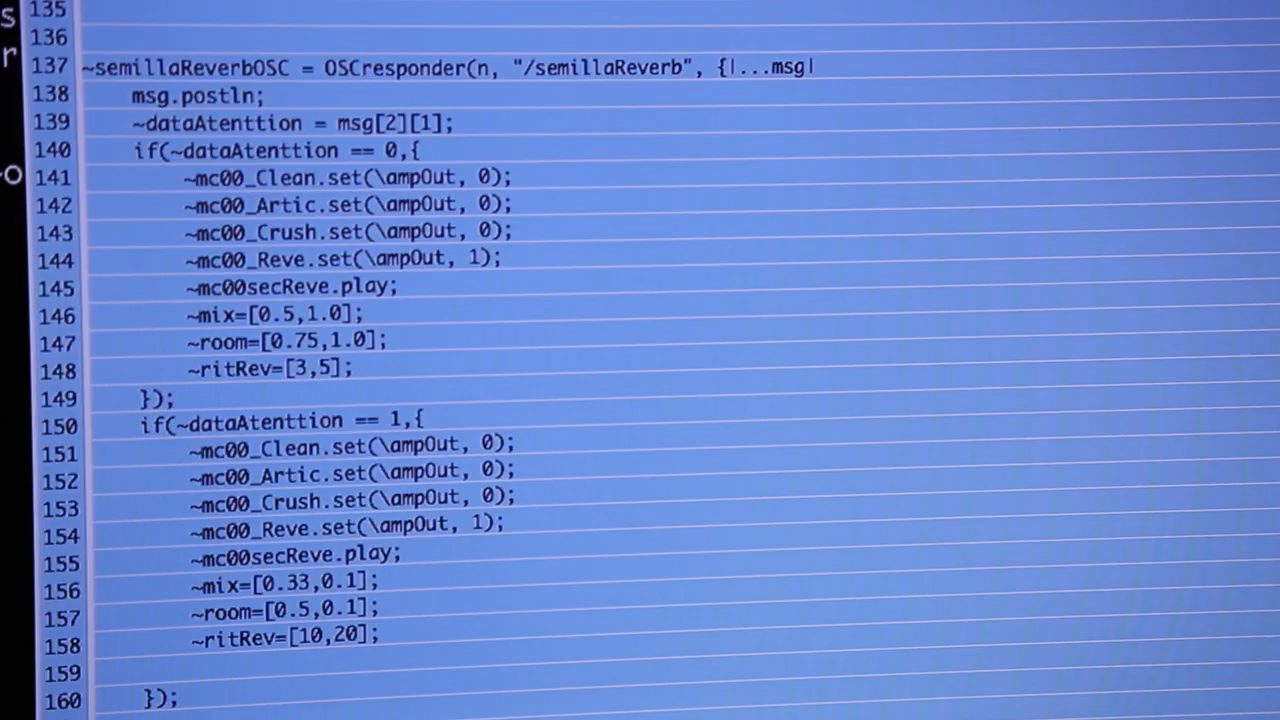 s
r
o
135
136
137 ~semillaReverbOSC = OSCresponder(n, "/semillaReverb", {|...msg|
138 msg.postln;
139 ~dataAtenttion = msg[2][1];
140 if(~dataAtenttion == 0,{
141 ~mc00_Clean.set(\ampOut, 0);
142 ~mc00_Artic.set(\ampOut, 0);
143 ~mc00_Crush.set(\ampOut, 0);
144 ~mc00_Reve.set(\ampOut, 1);
145 ~mc00secReve.play;
146 ~mix=[0.5,1.0];
147 ~room=[0.75,1.0];
148 ~ritRev=[3,5];
149 });
150 if(~dataAtenttion == 1,{
151 ~mc00_Clean.set(\ampOut, 0);
152 ~mc00_Artic.set(\ampOut, 0);
153 ~mc00_Crush.set(\ampOut, 0);
154 ~mc00_Reve.set(\ampOut, 1);
155 ~mc00secReve.play;
156 ~mix=[0.33,0.1];
157 ~room=[0.5,0.1];
158 ~ritRev=[10,20];
159
160 });